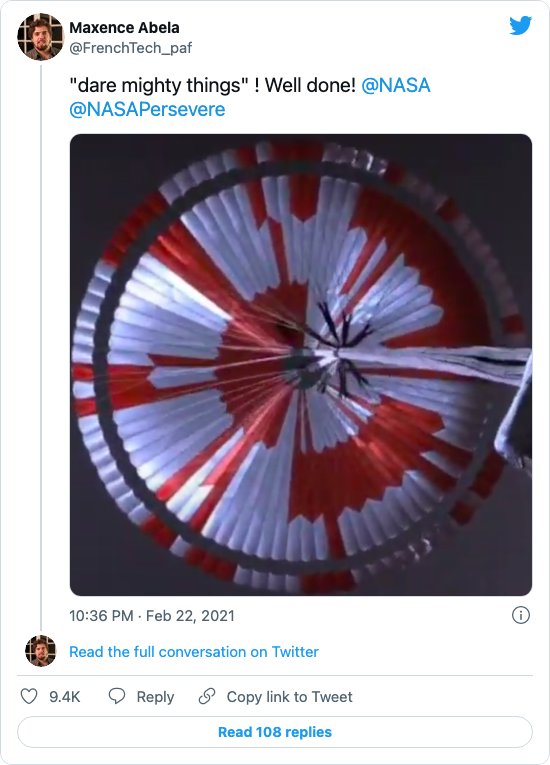 Maxence Abela
@FrenchTech_paf
"dare mighty things" ! Well done! @NASA
@NASAPersevere
10:36 PM · Feb 22, 2021
Read the full conversation on Twitter
9.4K Reply Copy link to Tweet
Read 108 replies